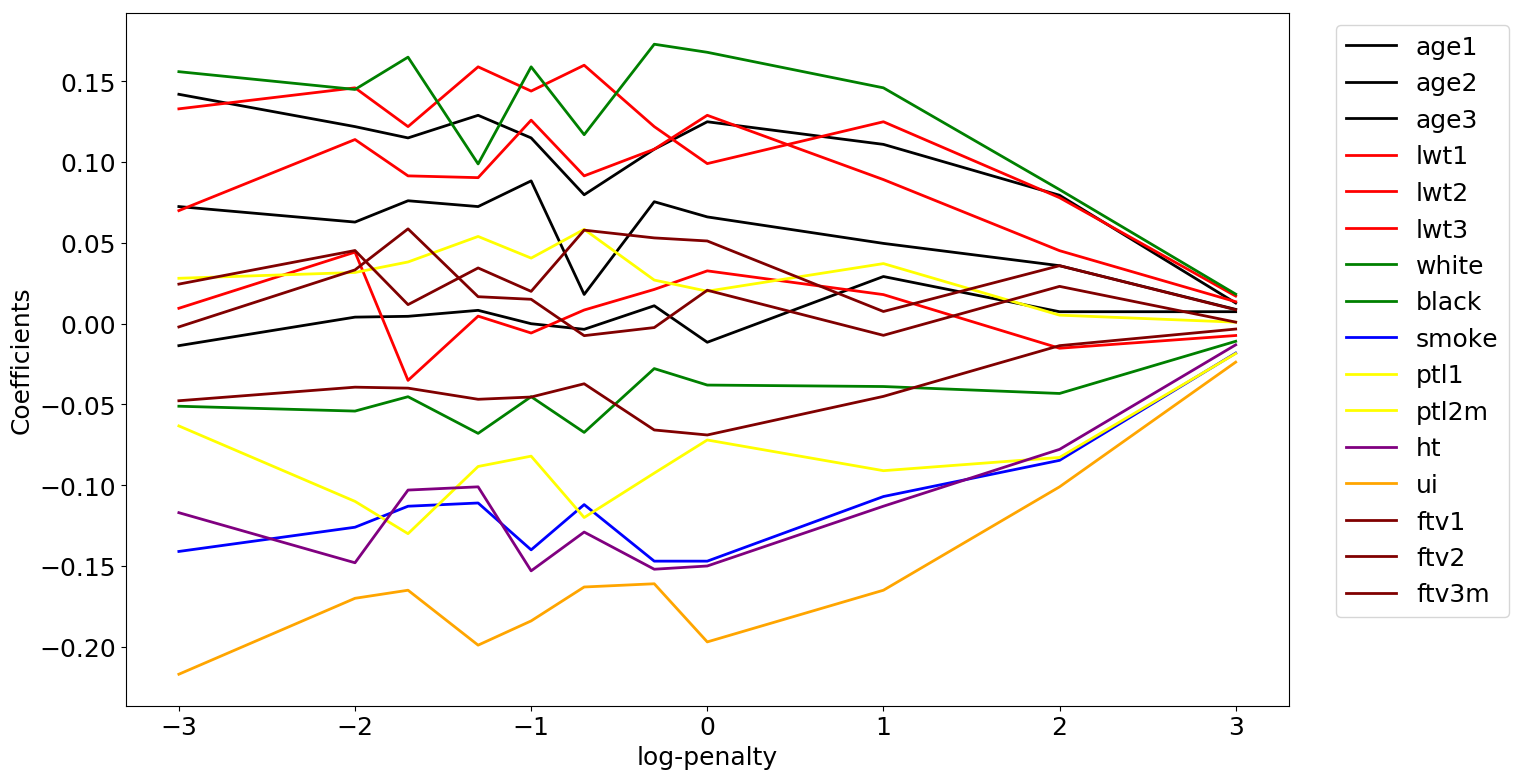 0.15
0.10
0.05
0.00
−0.05
−0.10
−0.15
−0.20
Coefficients
−3
−2
−1
0
1
2
3
log-penalty
age1
age2
age3
lwt1
lwt2
lwt3
white
black
smoke
ptl1
ptl2m
ht
ui
ftv1
ftv2
ftv3m